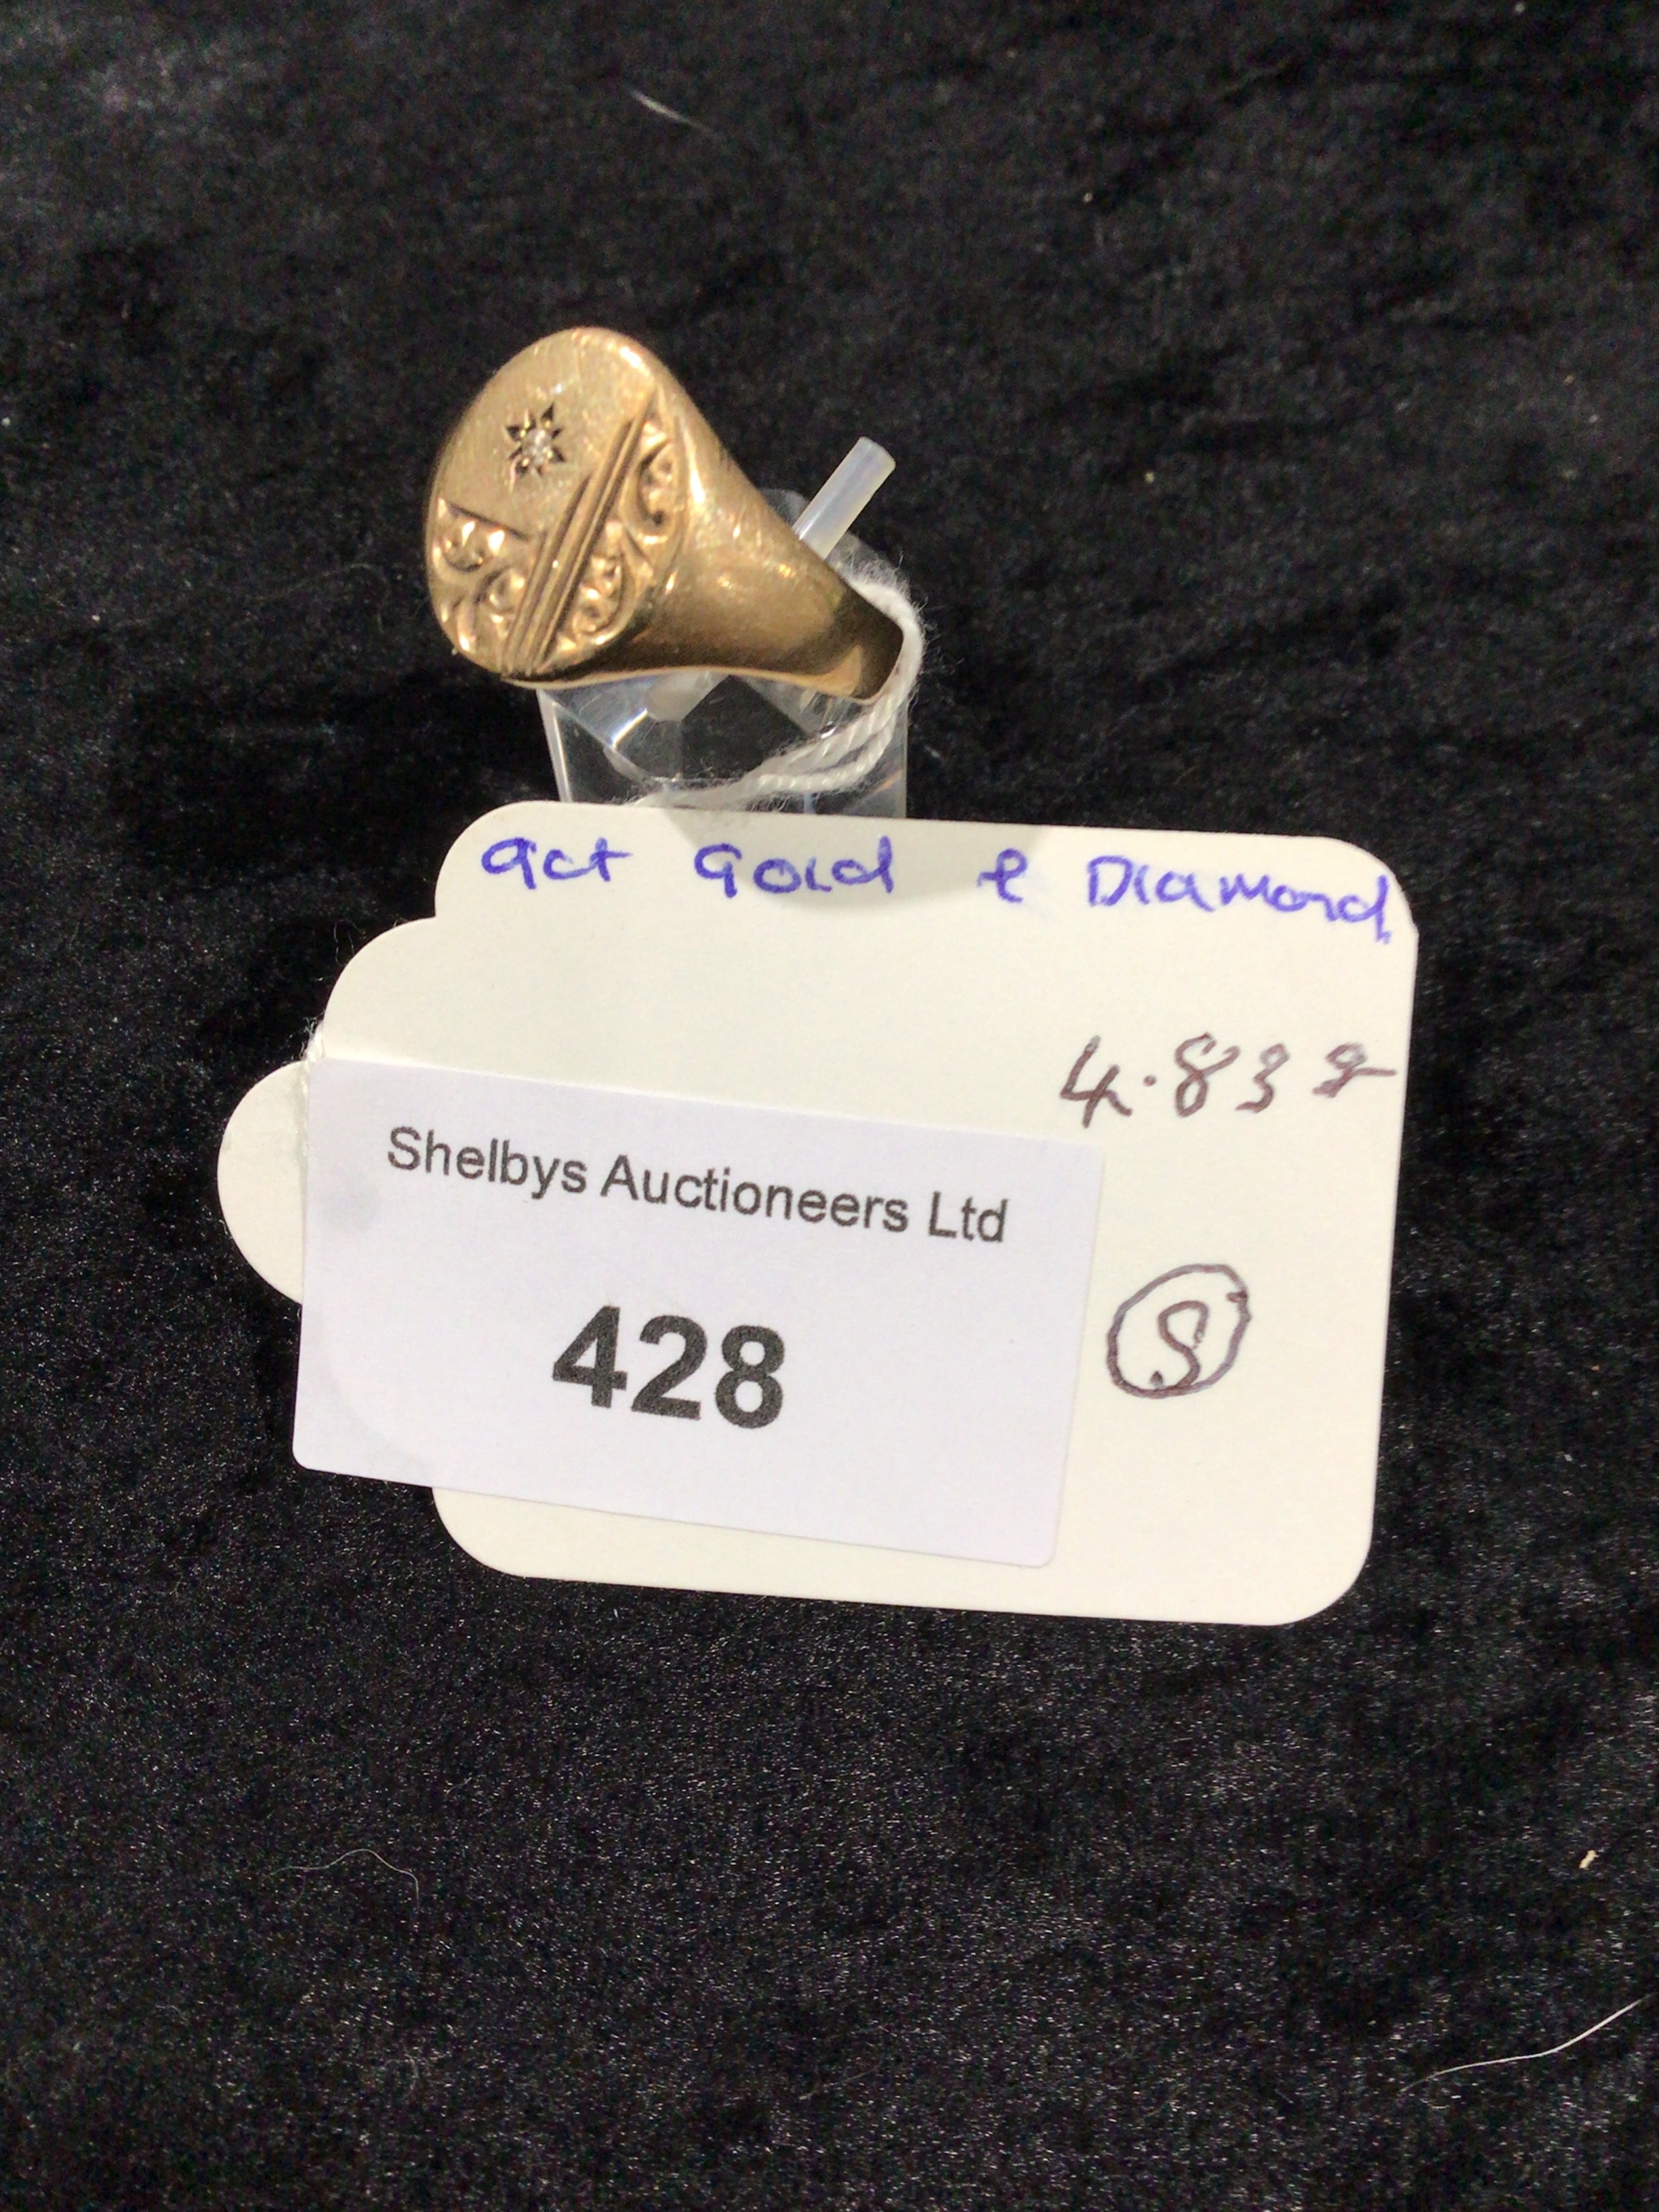 9ct Gold & Diamond
4.83g
Shelbys Auctioneers Ltd
428
S